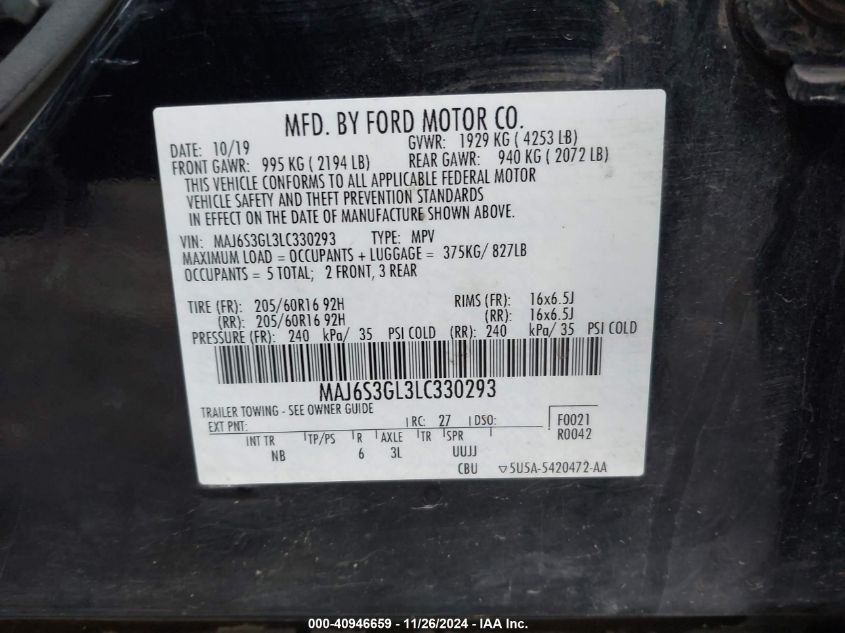 MFD. BY FORD MOTOR CO.
DATE: 10/19 GVWR: 1929 KG ( 4253 LB)
FRONT GAWR: 995 KG ( 2194 LB) REAR GAWR: 940 KG ( 2072 LB)
THIS VEHICLE CONFORMS TO ALL APPLICABLE FEDERAL MOTOR
VEHICLE SAFETY AND THEFT PREVENTION STANDARDS
IN EFFECT ON THE DATE OF MANUFACTURE SHOWN ABOVE.
VIN: MAJ6S3GL3LC330293 TYPE: MPV
MAXIMUM LOAD = OCCUPANTS + LUGGAGE = 375KG/ 827LB
OCCUPANTS = 5 TOTAL; 2 FRONT, 3 REAR
TIRE (FR): 205/60R16 92H RIMS (FR): 16x6.5J
(RR): 205/60R16 92H (RR): 16x6.5J
PRESSURE (FR): 240 kPa/ 35 PSI COLD (RR): 240 kPa/ 35 PSI COLD
MAJ6S3GL3LC330293
TRAILER TOWING - SEE OWNER GUIDE
EXT PNT: RC: 27 DSO: F0021
R0042
INT TR TP/PS R AXLE TR SPR
NB 6 3L UUJJ
CBU ▽5U5A-5420472-AA
000-40946659 - 11/26/2024 - IAA Inc.